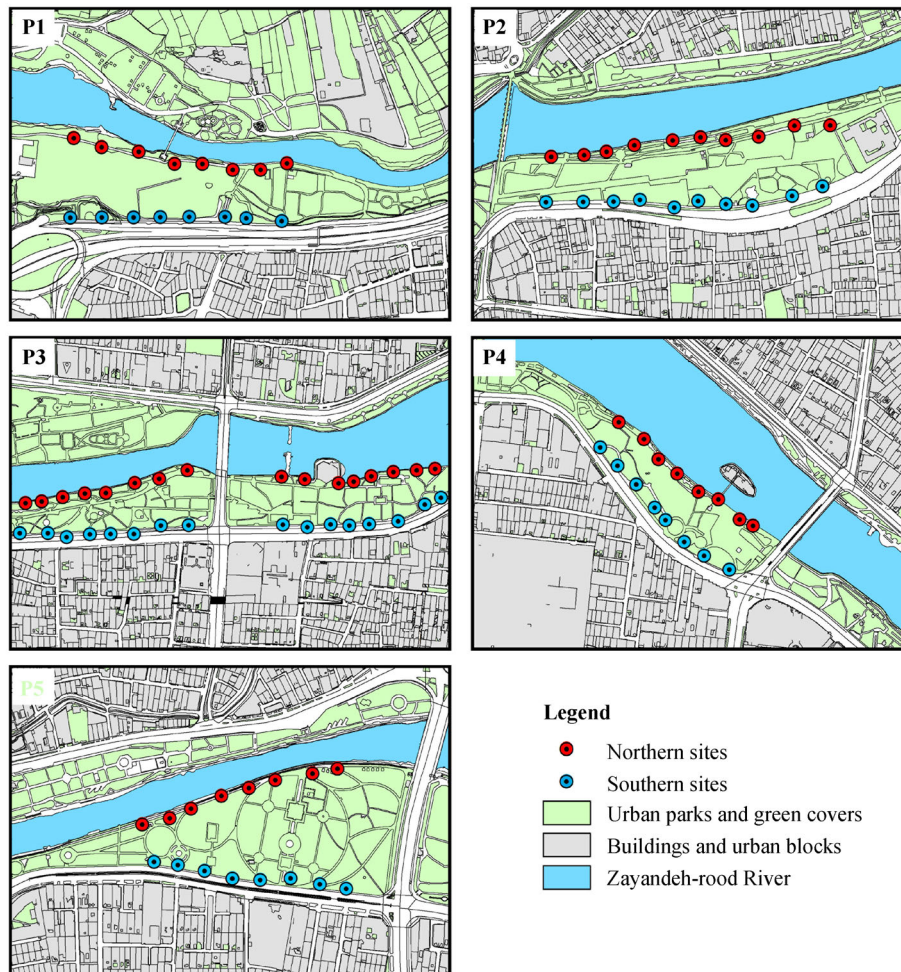 P1
P2
P3
P4
P5
Legend
Northern sites
Southern sites
Urban parks and green covers
Buildings and urban blocks
Zayandeh-rood River